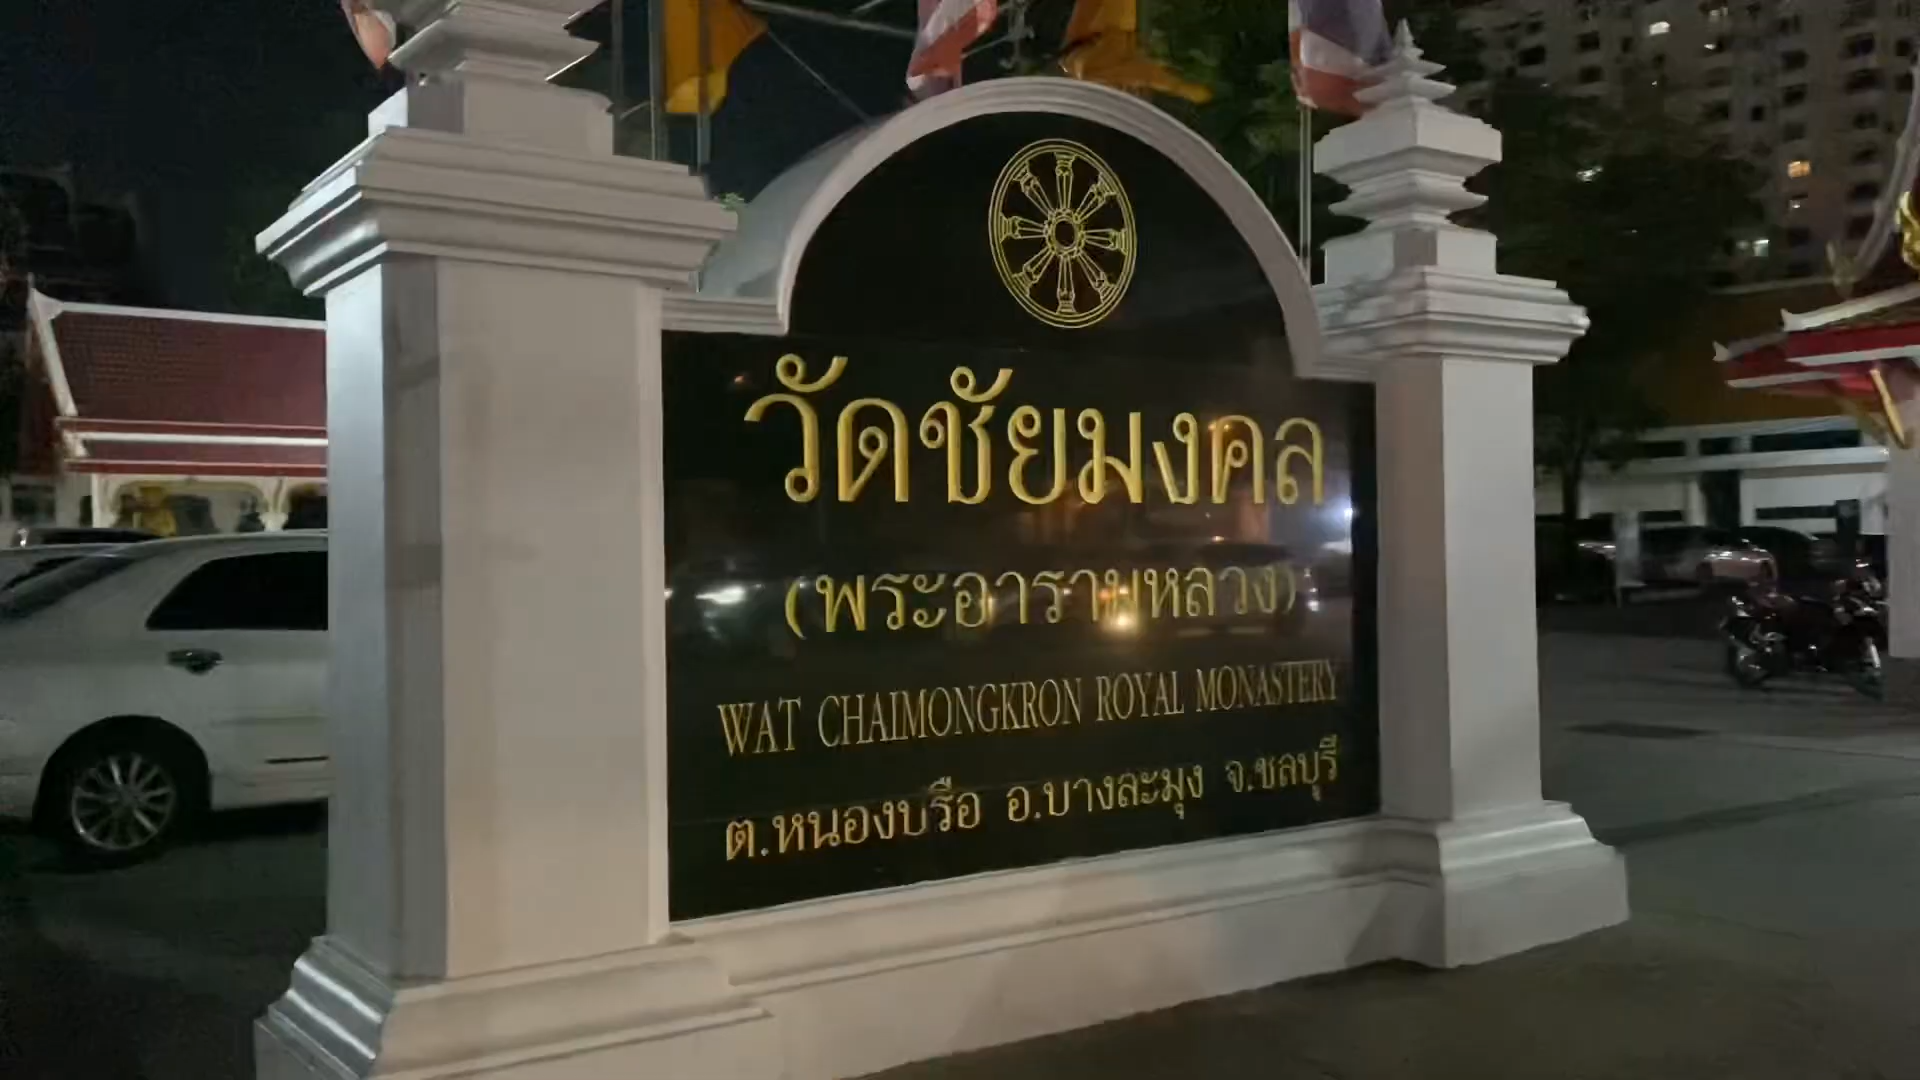 วัดชัยมงคล
(พระอารามหลวง)
WAT CHAIMONGKRON ROYAL MONASTERY
ต.หนองปรือ อ.บางละมุง จ.ชลบุรี